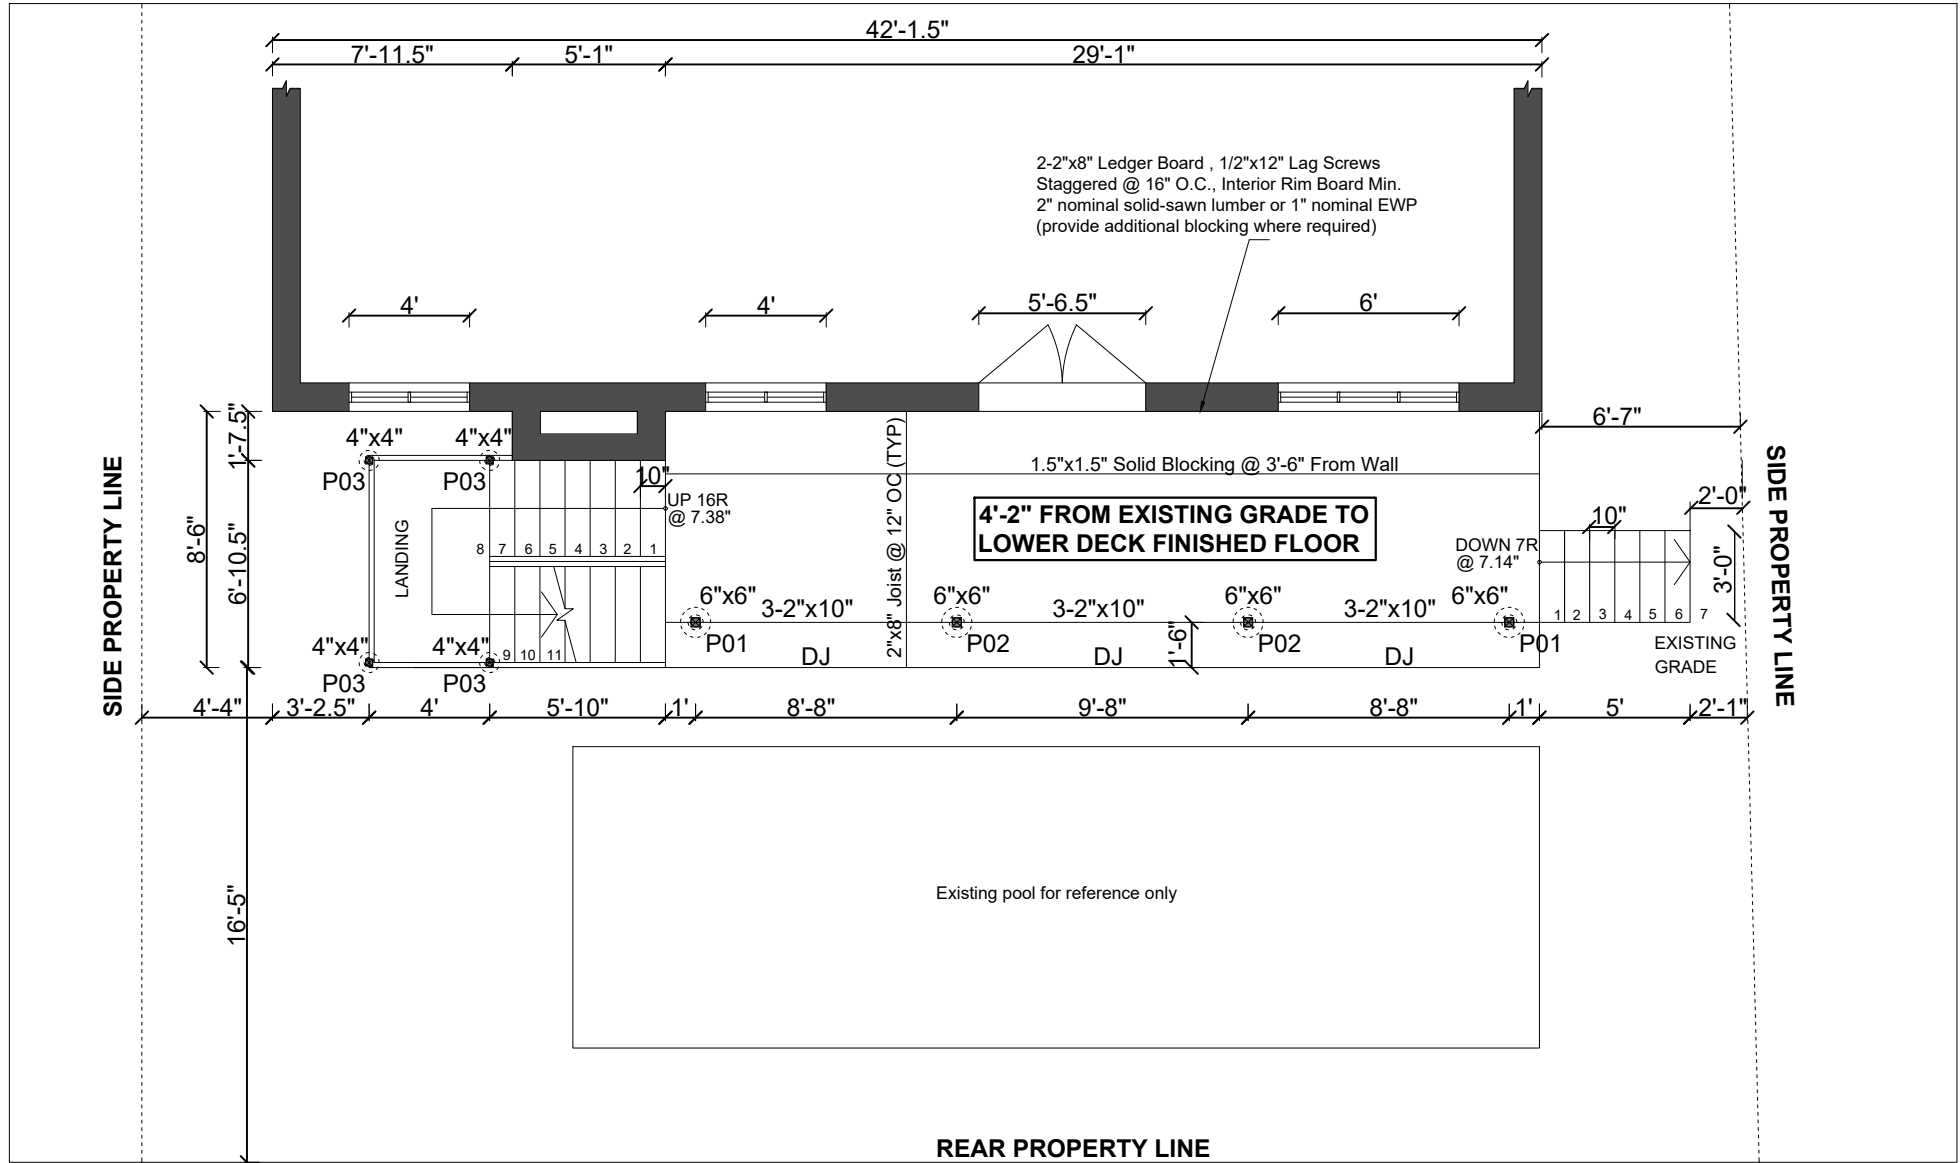 42'-1.5"
7'-11.5"
5'-1"
29'-1"
2-2"x8" Ledger Board , 1/2"x12" Lag Screws
Staggered @ 16" O.C., Interior Rim Board Min.
2" nominal solid-sawn lumber or 1" nominal EWP
(provide additional blocking where required)
4'
4'
5'-6.5"
6'
1'-7.5"
8'-6"
6'-10.5"
6'-7"
4"x4"
4"x4"
P03
P03
10"
UP 16R
@ 7.38"
LANDING
8 7 6 5 4 3 2 1
9 10 11
4"x4"
4"x4"
P03
P03
2"x8" Joist @ 12" OC (TYP)
1.5"x1.5" Solid Blocking @ 3'-6" From Wall
4'-2" FROM EXISTING GRADE TO
LOWER DECK FINISHED FLOOR
2'-0"
10"
DOWN 7R
@ 7.14"
3'-0"
1 2 3 4 5 6 7
EXISTING
GRADE
6"x6"
3-2"x10"
6"x6"
3-2"x10"
6"x6"
3-2"x10"
6"x6"
P01
P02
P02
P01
1'-6"
DJ
DJ
DJ
SIDE PROPERTY LINE
SIDE PROPERTY LINE
4'-4"
3'-2.5"
4'
5'-10"
1'
8'-8"
9'-8"
8'-8"
1'
5'
2'-1"
16'-5"
Existing pool for reference only
REAR PROPERTY LINE